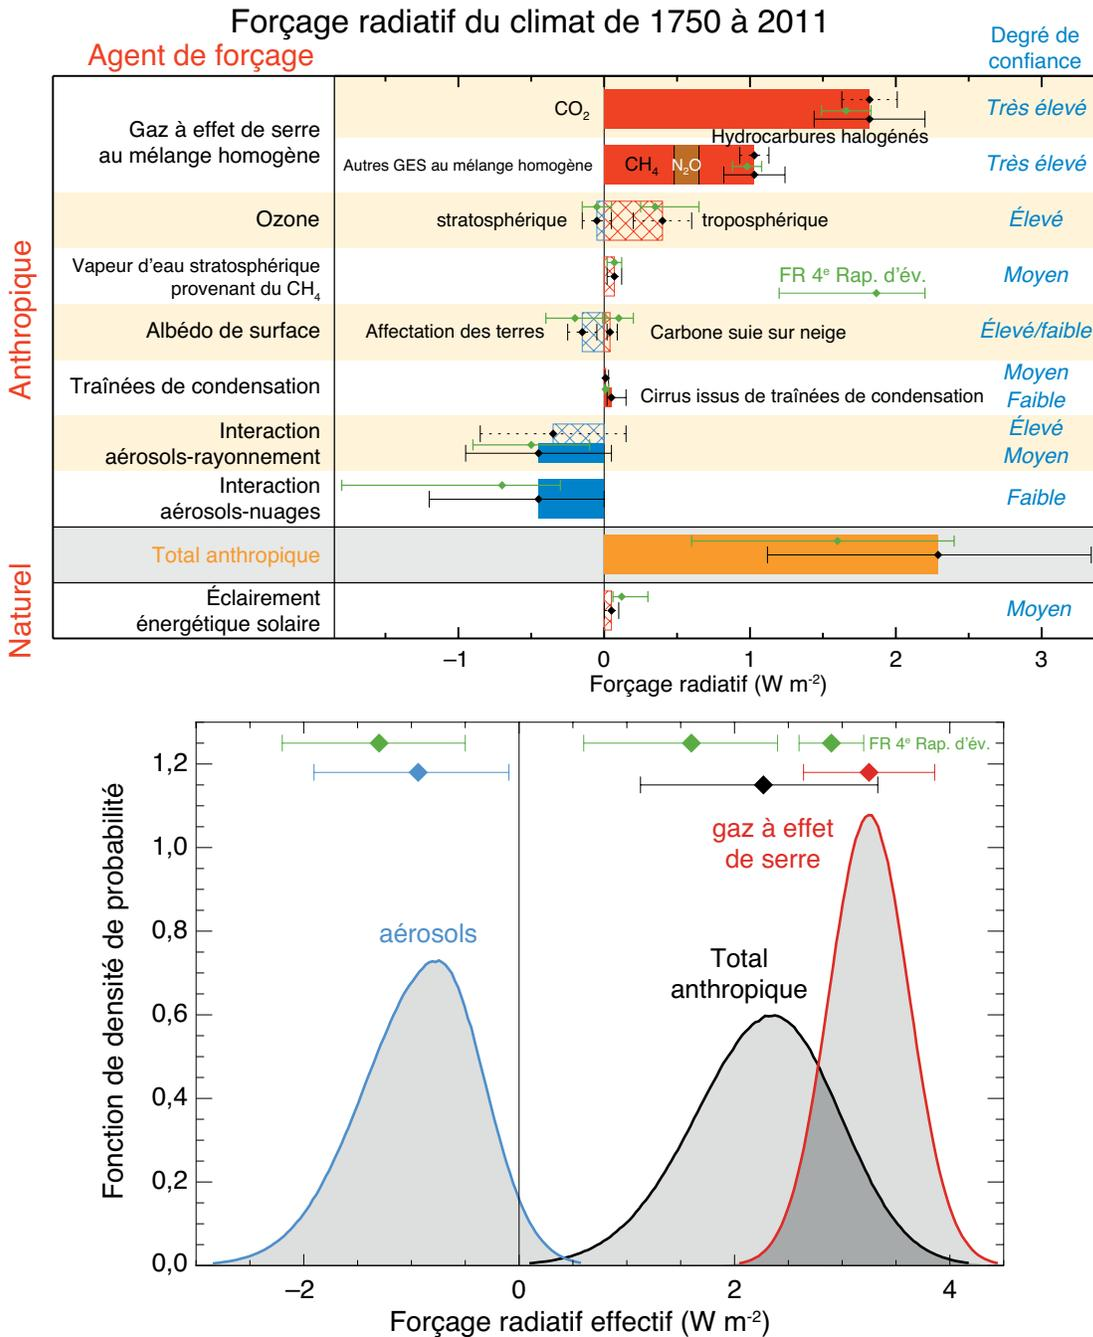 Forçage radiatif du climat de 1750 à 2011
Agent de forçage
Degré de
confiance
Anthropique
Gaz à effet de serre
au mélange homogène
CO2
Très élevé
Hydrocarbures halogénés
Autres GES au mélange homogène
CH4
N2O
Très élevé
Ozone
stratosphérique
troposphérique
Élevé
Vapeur d'eau stratosphérique
provenant du CH4
FR 4e Rap. d'év.
Moyen
Albédo de surface
Affectation des terres
Carbone suie sur neige
Élevé/faible
Traînées de condensation
Cirrus issus de traînées de condensation
Moyen
Faible
Interaction
aérosols-rayonnement
Élevé
Moyen
Interaction
aérosols-nuages
Faible
Total anthropique
Naturel
Éclairement
énergétique solaire
Moyen
−1 0 1 2 3
Forçage radiatif (W m-2)
FR 4e Rap. d'év.
Fonction de densité de probabilité
1,2
1,0
0,8
0,6
0,4
0,2
0,0
gaz à effet
de serre
aérosols
Total
anthropique
−2 0 2 4
Forçage radiatif effectif (W m-2)